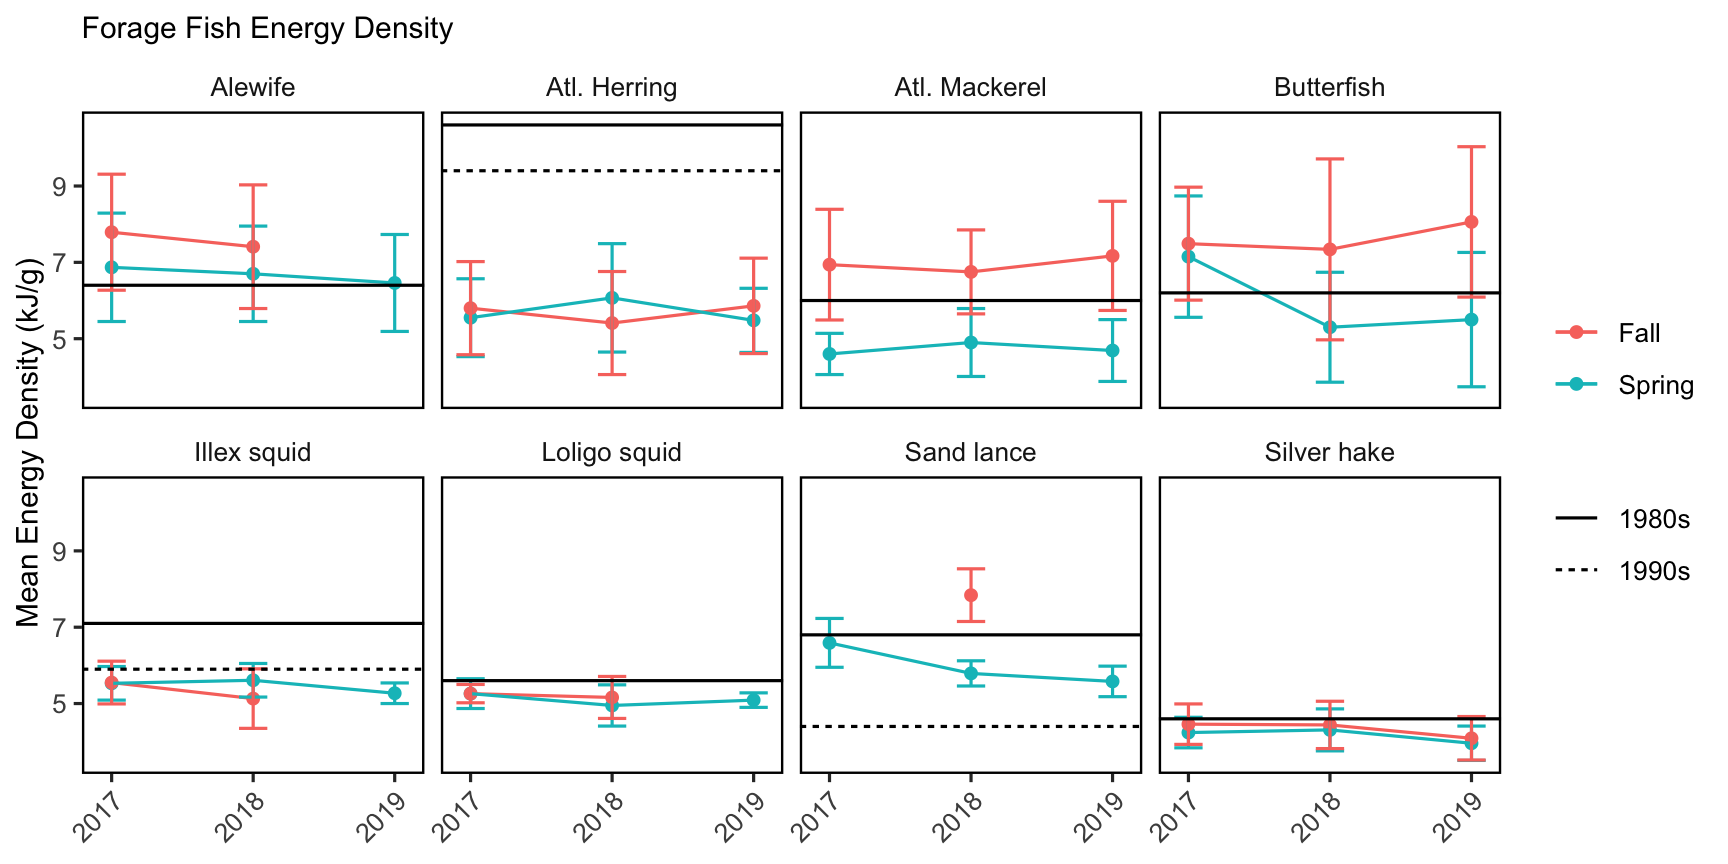 Forage Fish Energy Density
Alewife
Atl. Herring
Atl. Mackerel
Butterfish
9
7
5
Mean Energy Density (kJ/g)
Fall
Spring
Illex squid
Loligo squid
Sand lance
Silver hake
9
7
5
1980s
1990s
2017 2018 2019
2017 2018 2019
2017 2018 2019
2017 2018 2019